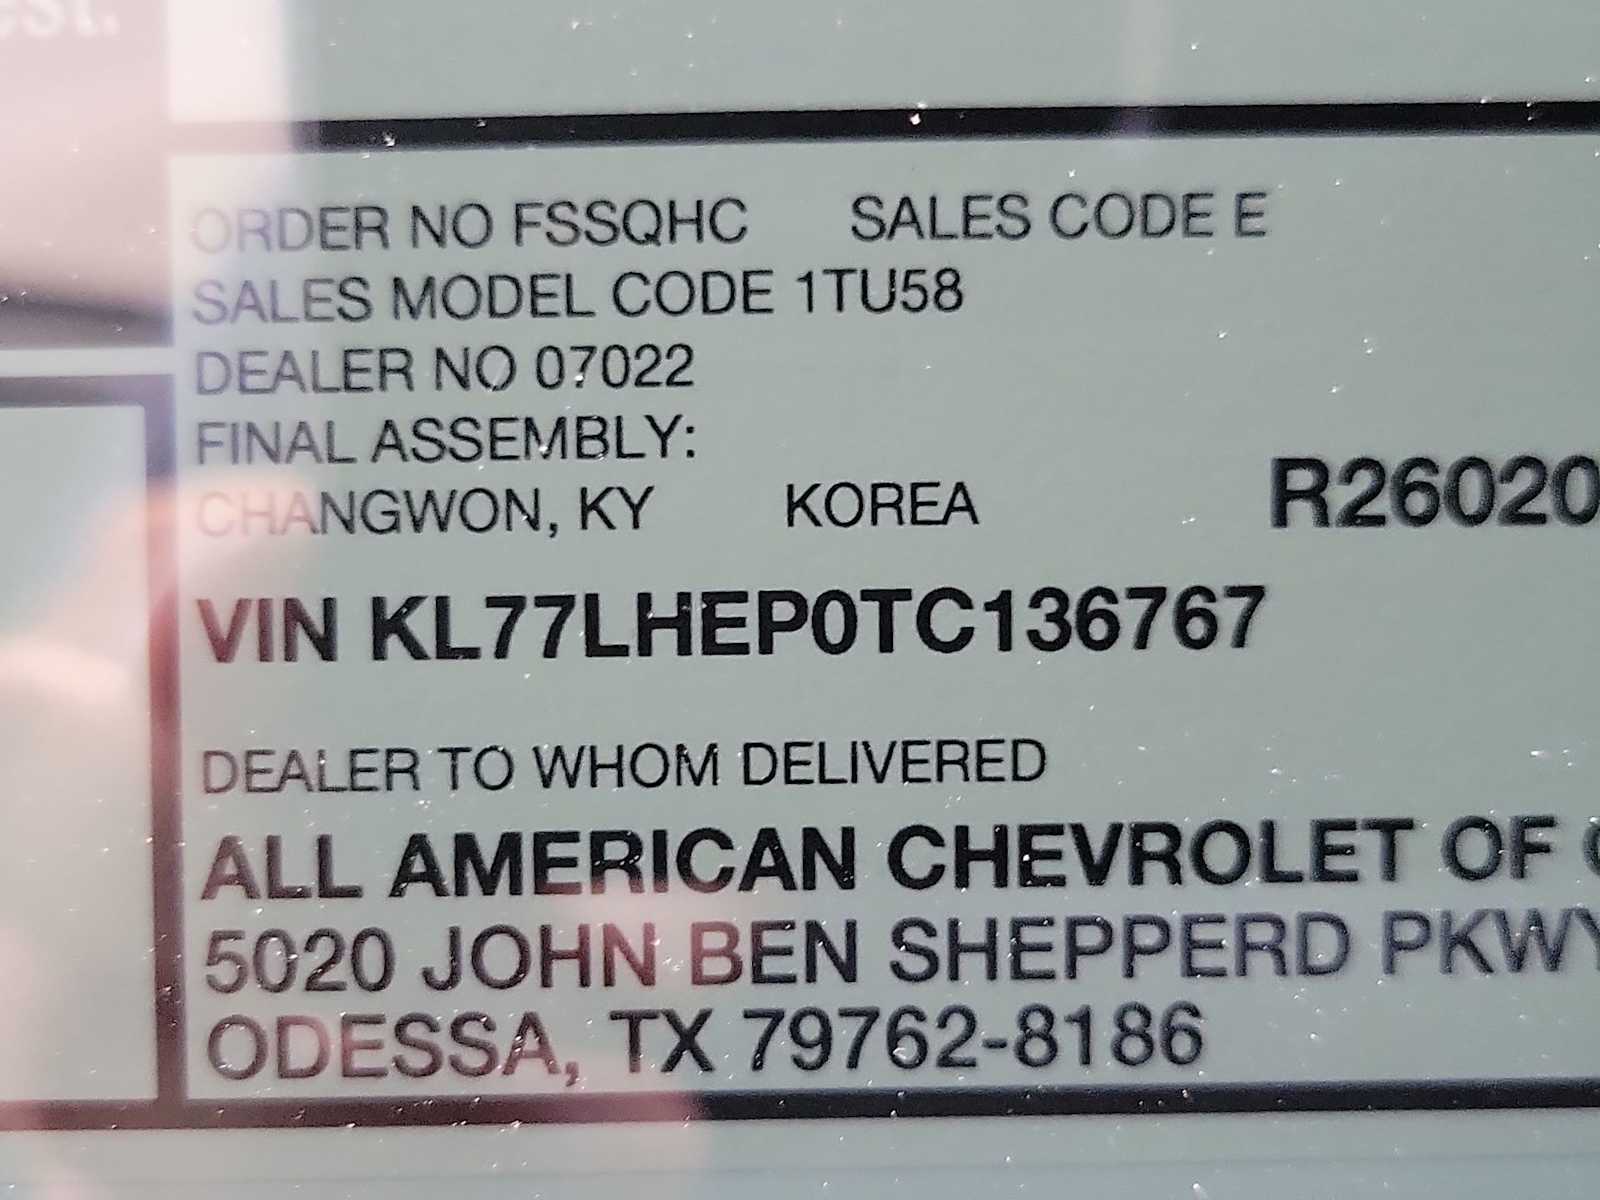 est.
ORDER NO FSSQHC SALES CODE E
SALES MODEL CODE 1TU58
DEALER NO 07022
FINAL ASSEMBLY:
CHANGWON, KY KOREA R26020
VIN KL77LHEP0TC136767
DEALER TO WHOM DELIVERED
ALL AMERICAN CHEVROLET OF
5020 JOHN BEN SHEPPERD PKWY
ODESSA, TX 79762-8186